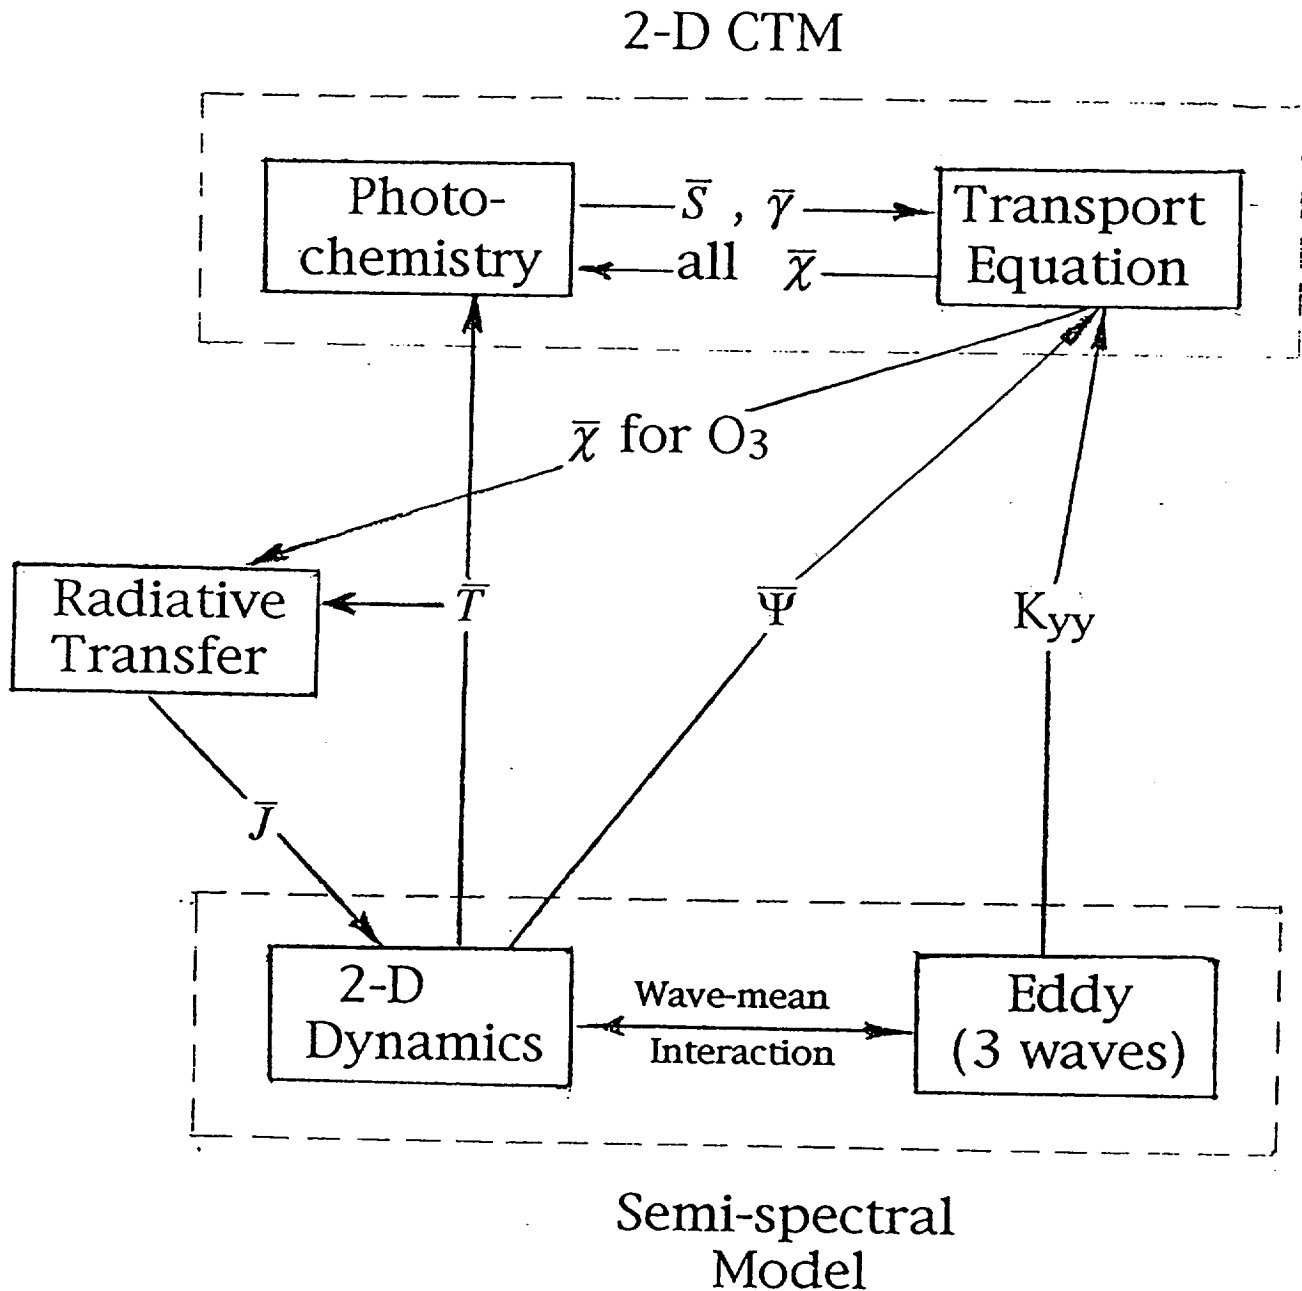 2-D CTM
Photo-
chemistry
S̅ , γ̅
all χ̅
Transport
Equation
χ̅ for O₃
Radiative
Transfer
T̅
Ψ̅
Kyy
J̅
2-D
Dynamics
Wave-mean
Interaction
Eddy
(3 waves)
Semi-spectral
Model